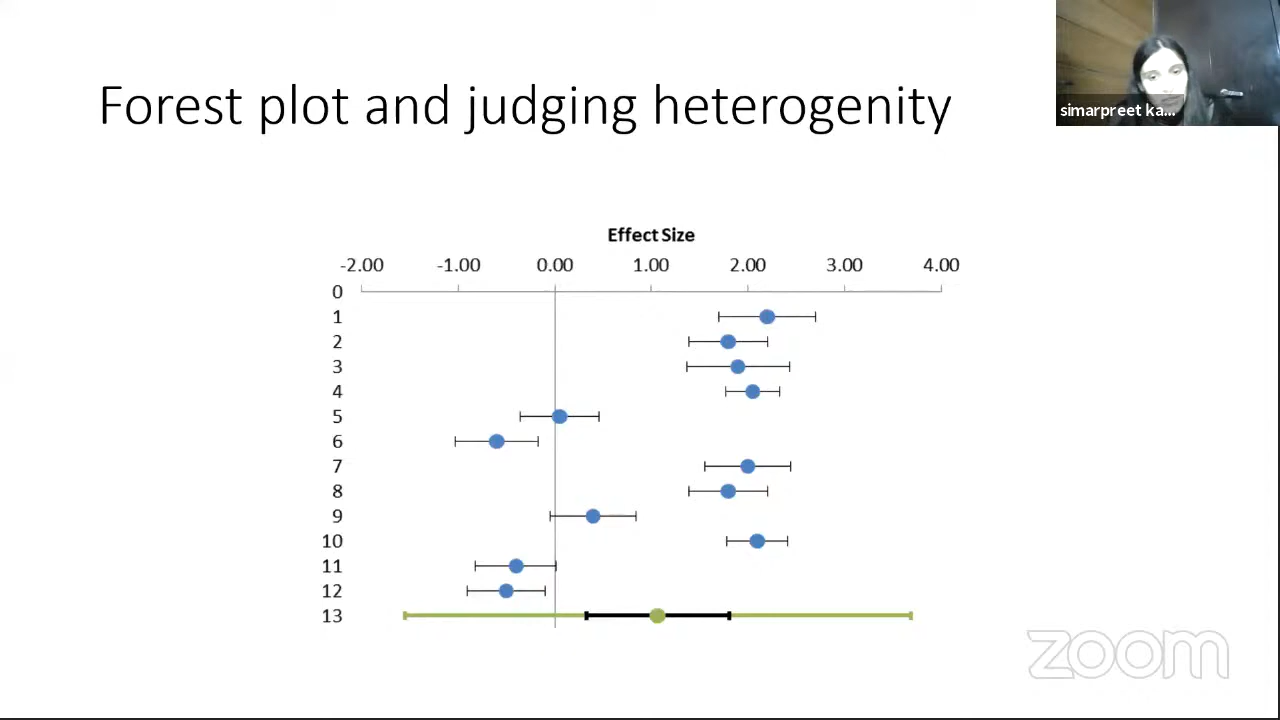 Forest plot and judging heterogenity
simarpreet ka...
Effect Size
-2.00 -1.00 0.00 1.00 2.00 3.00 4.00
0
1
2
3
4
5
6
7
8
9
10
11
12
13
zoom